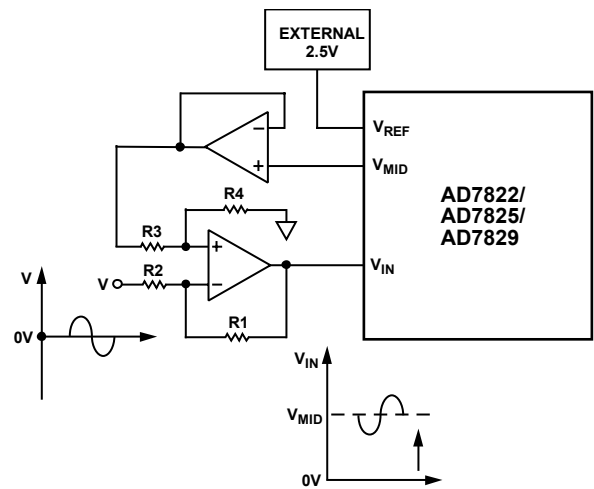 EXTERNAL
2.5V
VREF
VMID
AD7822/
AD7825/
AD7829
R4
R3
R2
V
VIN
R1
V
0V
VIN
VMID
0V